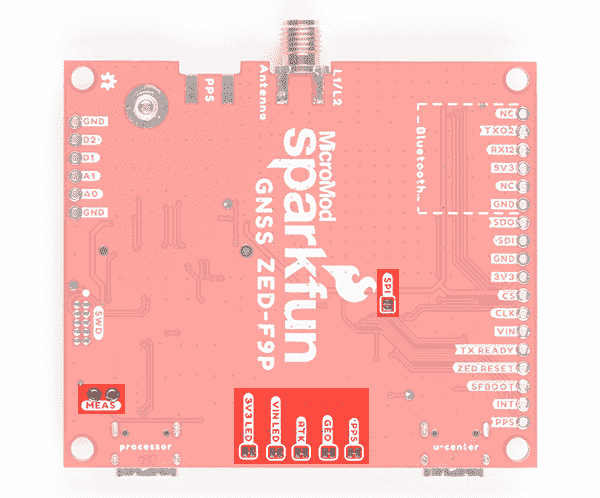 PPS
Antenna
L1/L2
GND
D2
D1
A1
A0
GND
SWD
MEAS
MicroMod
sparkfun
GNSS ZED-F9P
Bluetooth
NC
TXO2
RXI2
5V3
NC
GND
SDO
SDI
GND
3V3
CS
CLK
VIN
TX READY
ZED RESET
SFBOOT
INT
PPS
SPI
3V3 LED
VIN LED
RTK
GEO
PPS
processor
u-center